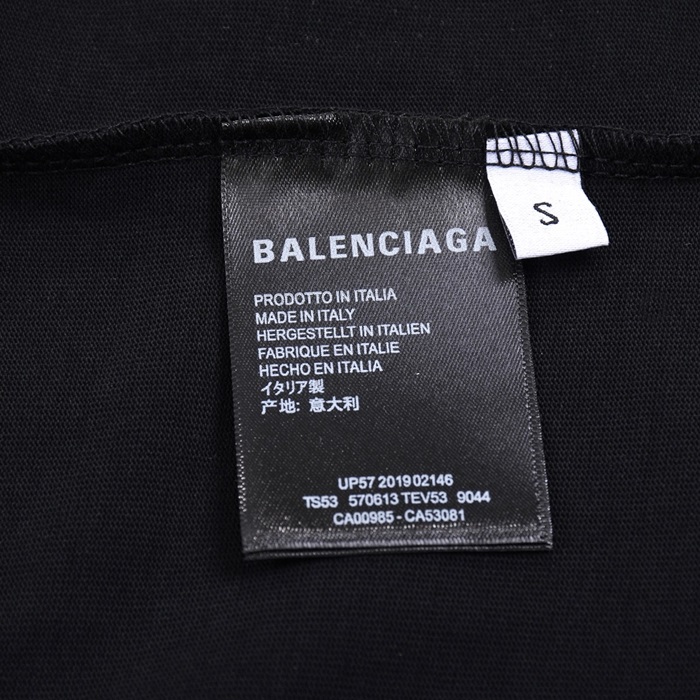 BALENCIAGA
S
PRODOTTO IN ITALIA
MADE IN ITALY
HERGESTELLT IN ITALIEN
FABRIQUE EN ITALIE
HECHO EN ITALIA
イタリア製
产地: 意大利
UP57 2019 02146
TS53 570613 TEV53 9044
CA00985 - CA53081